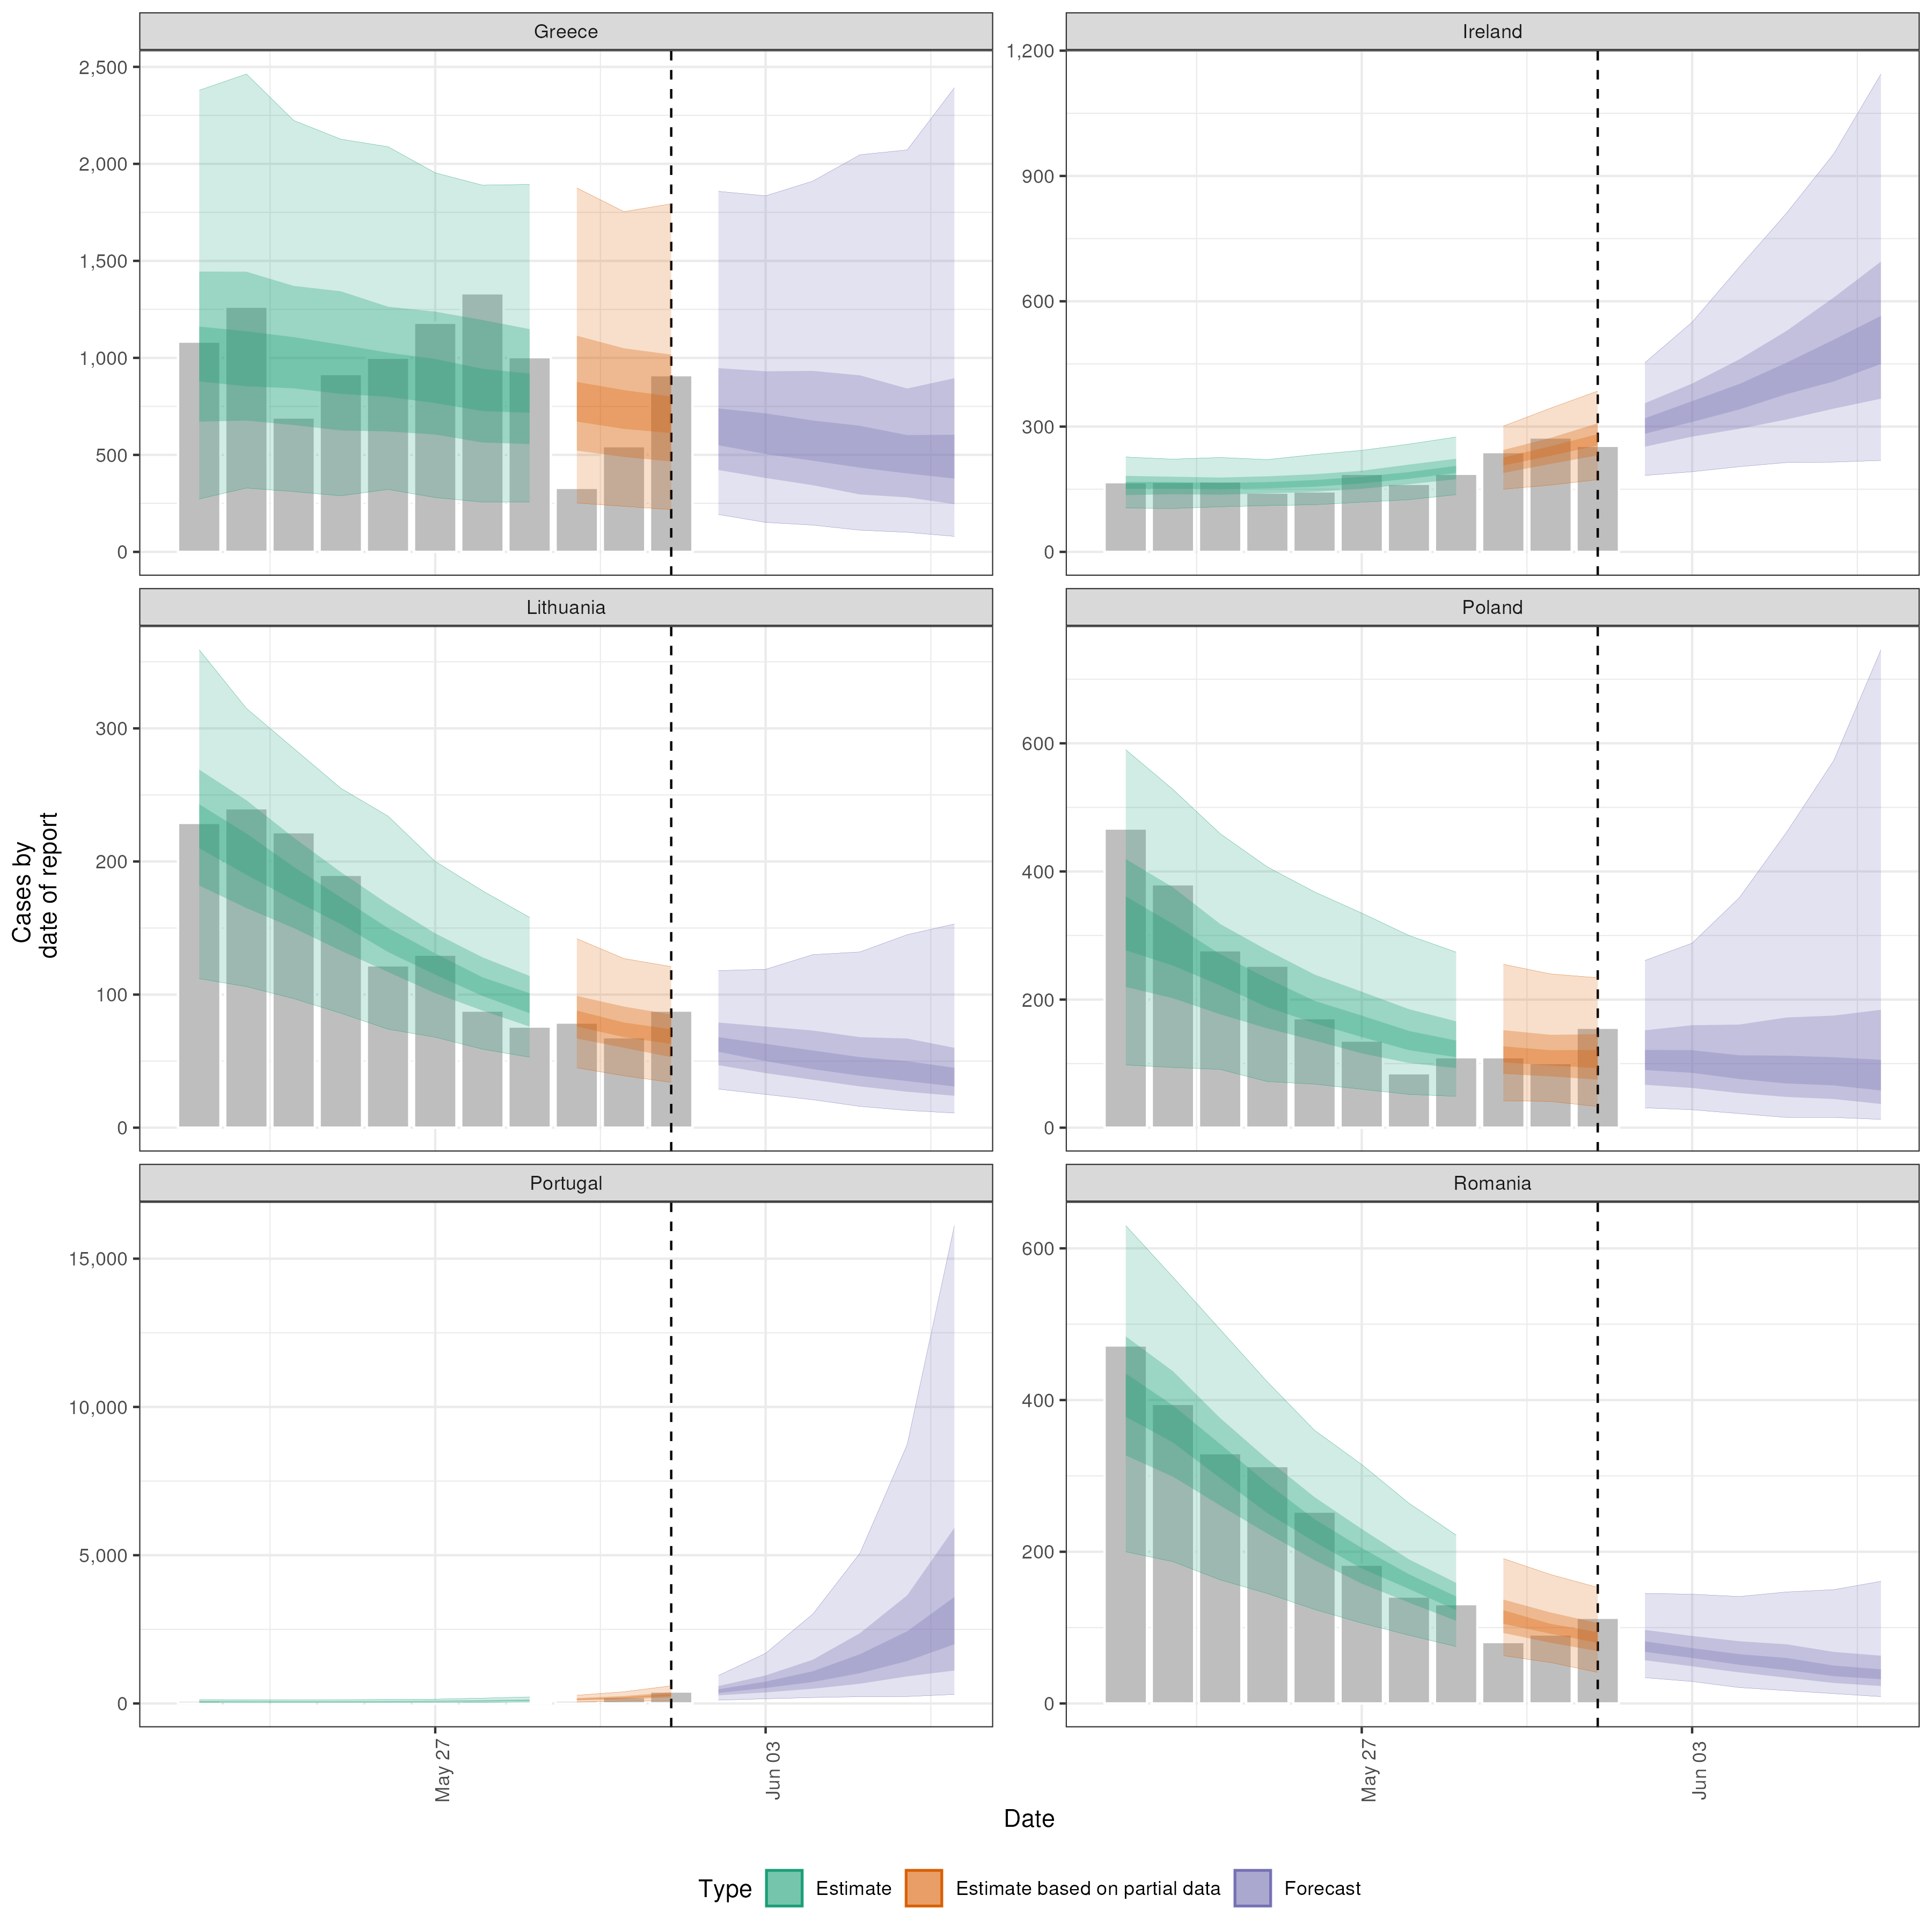 Greece
Ireland
2,500
2,000
1,500
1,000
500
0
1,200
900
600
300
0
Lithuania
Poland
300
200
100
0
600
400
200
0
Portugal
Romania
15,000
10,000
5,000
0
600
400
200
0
Cases by
date of report
May 27
Jun 03
May 27
Jun 03
Date
Type
Estimate
Estimate based on partial data
Forecast